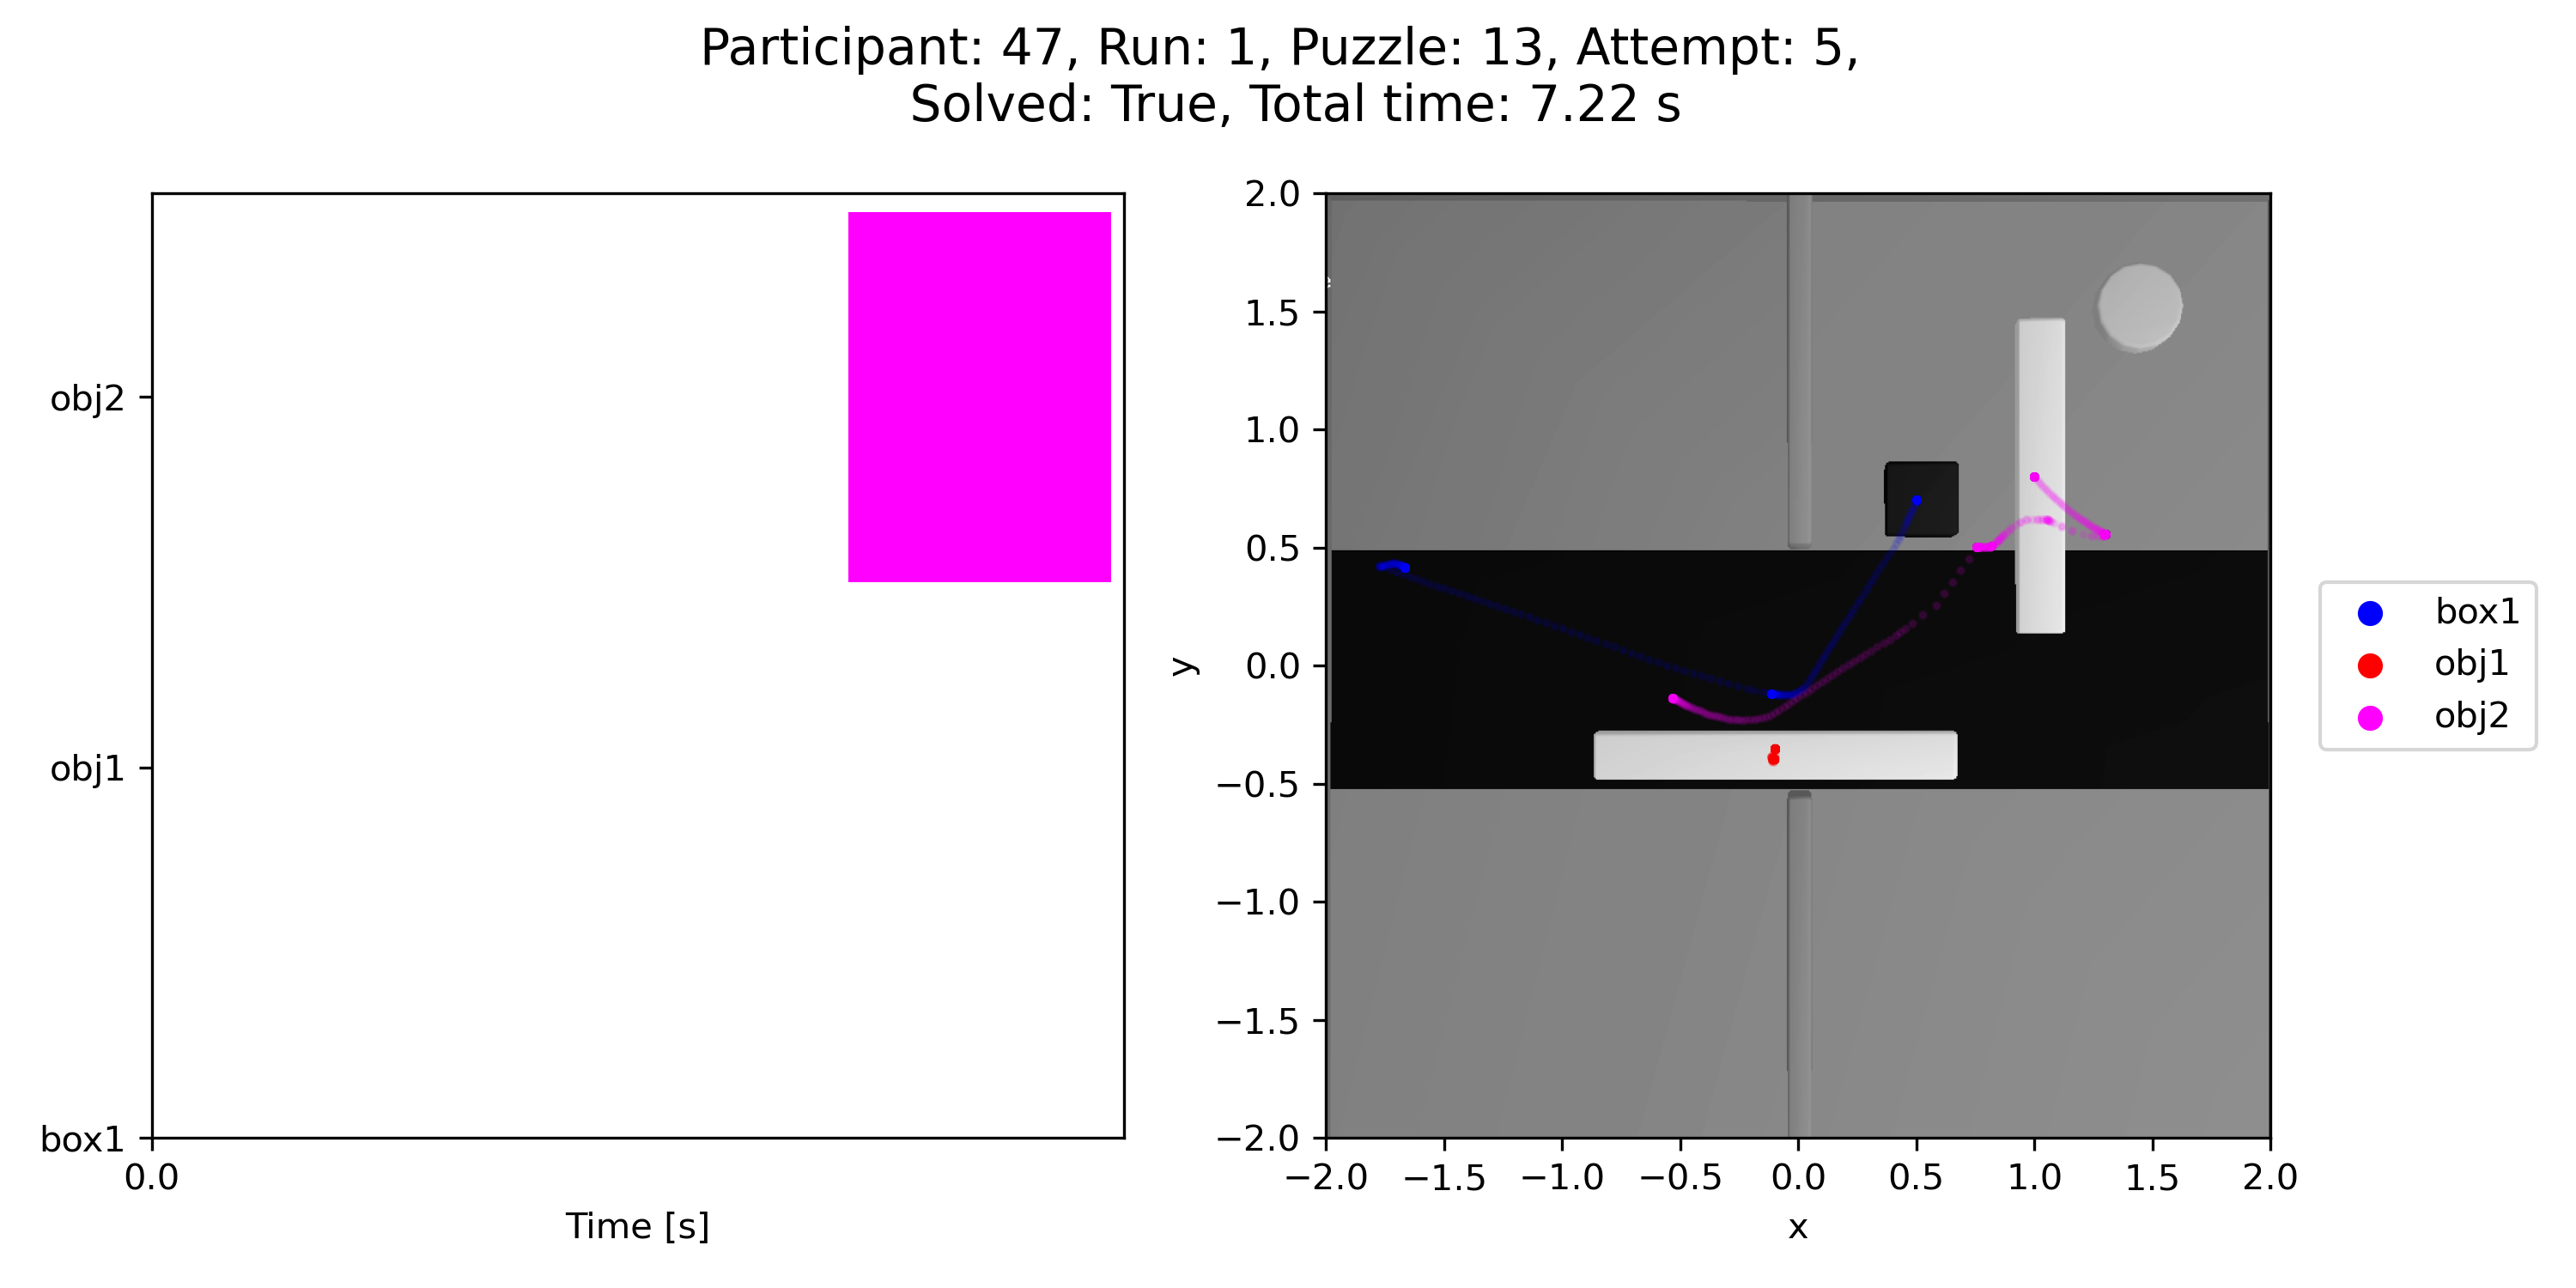 Participant: 47, Run: 1, Puzzle: 13, Attempt: 5,
Solved: True, Total time: 7.22 s
obj2
obj1
box1
0.0
Time [s]
2.0
1.5
1.0
0.5
0.0
−0.5
−1.0
−1.5
−2.0
y
−2.0 −1.5 −1.0 −0.5 0.0 0.5 1.0 1.5 2.0
x
box1
obj1
obj2